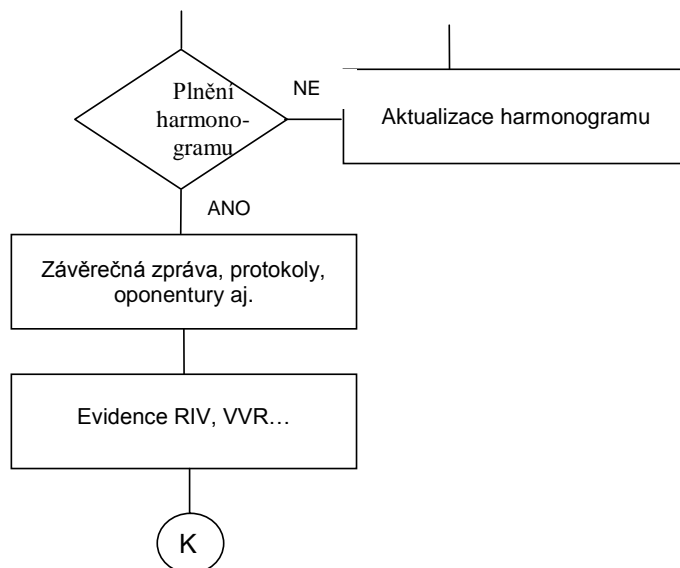 Plnění
harmono-
gramu
NE
Aktualizace harmonogramu
ANO
Závěrečná zpráva, protokoly,
oponentury aj.
Evidence RIV, VVR…
K